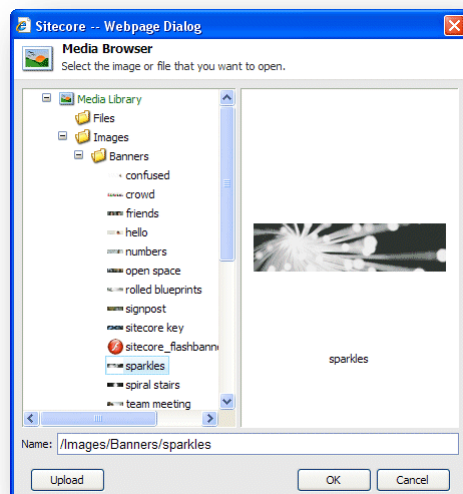 Sitecore -- Webpage Dialog
Media Browser
Select the image or file that you want to open.
Media Library
Files
Images
Banners
confused
crowd
friends
hello
numbers
open space
rolled blueprints
signpost
sitecore key
sitecore_flashbanne
sparkles
spiral stairs
team meeting
sparkles
Name: /Images/Banners/sparkles
Upload OK Cancel